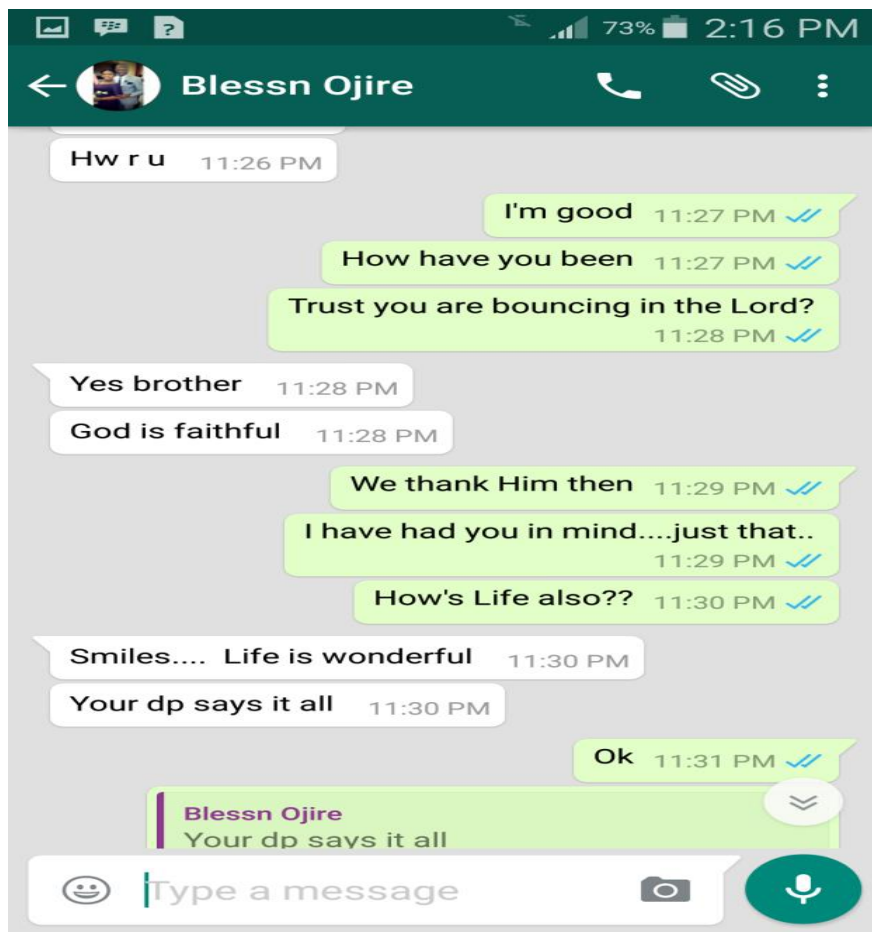 73% 2:16 PM
Blessn Ojire
Hw r u 11:26 PM
I'm good 11:27 PM
How have you been 11:27 PM
Trust you are bouncing in the Lord?
11:28 PM
Yes brother 11:28 PM
God is faithful 11:28 PM
We thank Him then 11:29 PM
I have had you in mind....just that..
11:29 PM
How's Life also?? 11:30 PM
Smiles.... Life is wonderful 11:30 PM
Your dp says it all 11:30 PM
Ok 11:31 PM
Blessn Ojire
Your dp says it all
Type a message